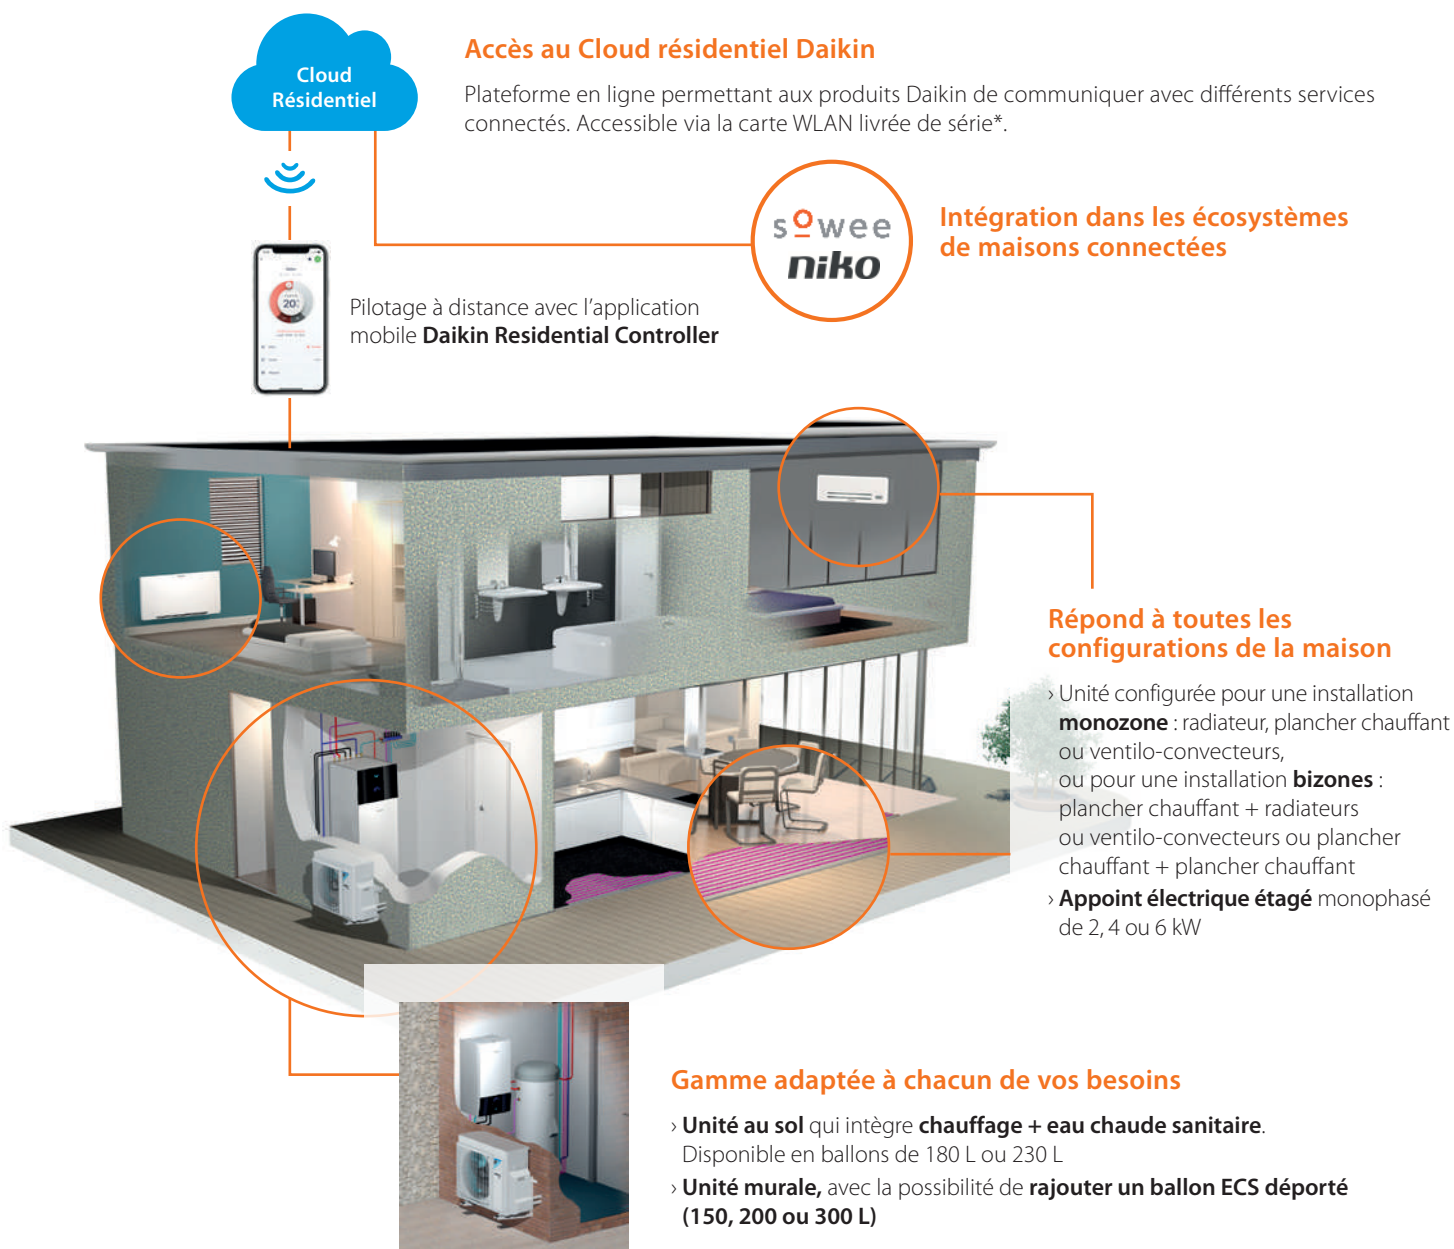 Cloud
Résidentiel
Accès au Cloud résidentiel Daikin
Plateforme en ligne permettant aux produits Daikin de communiquer avec différents services
connectés. Accessible via la carte WLAN livrée de série*.
sowee
niko
Intégration dans les écosystèmes
de maisons connectées
20
Pilotage à distance avec l’application
mobile Daikin Residential Controller
Répond à toutes les
configurations de la maison
› Unité configurée pour une installation
monozone : radiateur, plancher chauffant
ou ventilo-convecteurs,
ou pour une installation bizones :
plancher chauffant + radiateurs
ou ventilo-convecteurs ou plancher
chauffant + plancher chauffant
› Appoint électrique étagé monophasé
de 2, 4 ou 6 kW
Gamme adaptée à chacun de vos besoins
› Unité au sol qui intègre chauffage + eau chaude sanitaire.
Disponible en ballons de 180 L ou 230 L
› Unité murale, avec la possibilité de rajouter un ballon ECS déporté
(150, 200 ou 300 L)